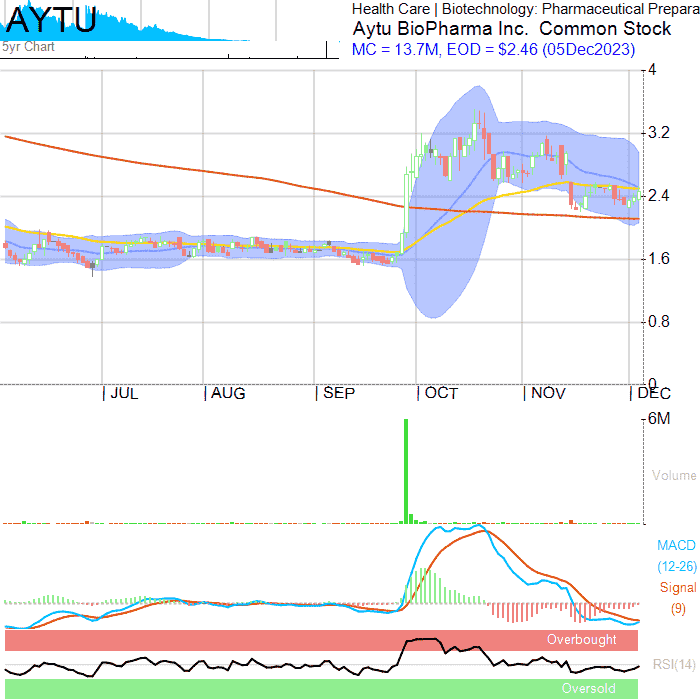 AYTU
5yr Chart
Health Care | Biotechnology: Pharmaceutical Prepara
Aytu BioPharma Inc.  Common Stock
MC = 13.7M, EOD = $2.46 (05Dec2023)
4
3.2
2.4
1.6
0.8
0
JUL AUG SEP OCT NOV DEC
6M
Volume
MACD
(12-26)
Signal
(9)
Overbought
RSI(14)
Oversold